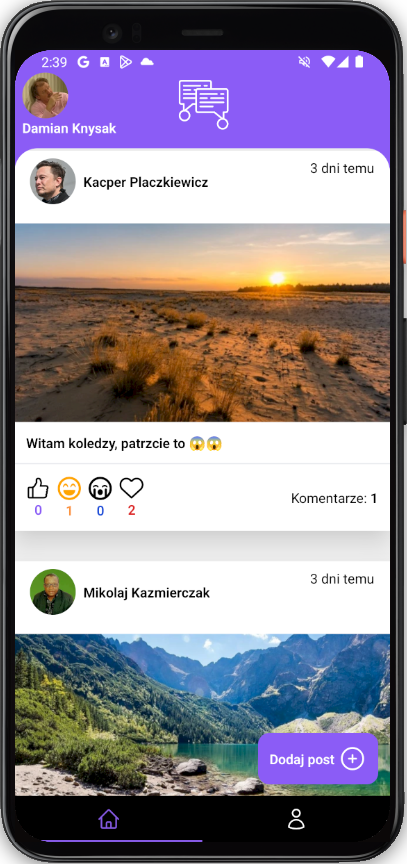 2:39
Damian Knysak
3 dni temu
Kacper Placzkiewicz
Witam koledzy, patrzcie to 😱😱
0 1 0 2
Komentarze: 1
3 dni temu
Mikolaj Kazmierczak
Dodaj post